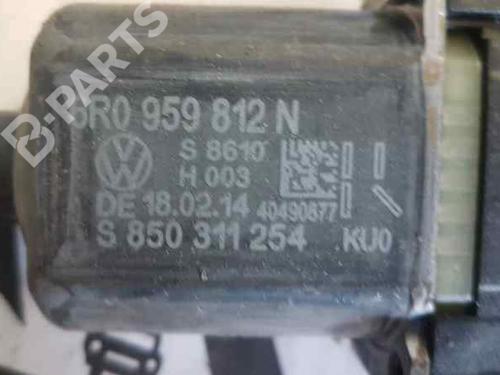 B-PARTS
6R0 959 812 N
S 8610
H 003
DE 18.02.14 40490877
S 850 311 254 KU0